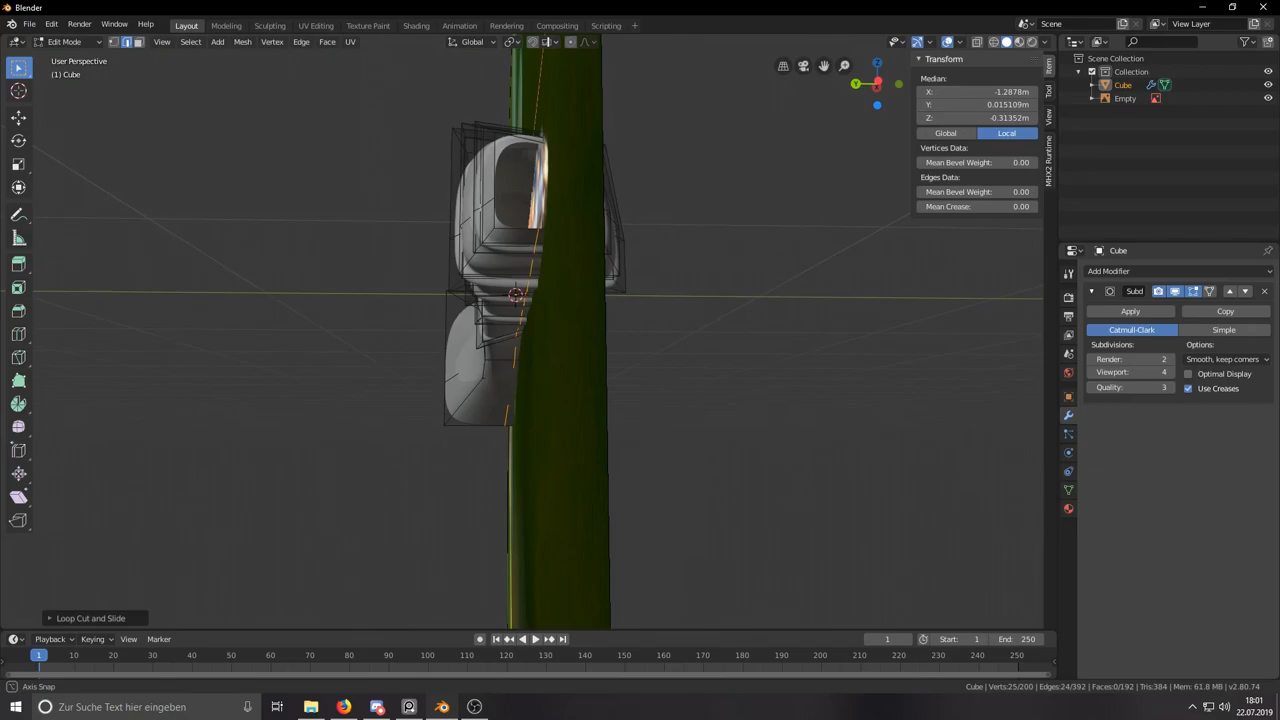 Blender
File Edit Render Window Help Layout Modeling Sculpting UV Editing Texture Paint Shading Animation Rendering Compositing Scripting + Scene View Layer
Edit Mode View Select Add Mesh Vertex Edge Face UV Global
User Perspective
(1) Cube
Transform
Median:
X: -1.2878m
Y: 0.015109m
Z: -0.31352m
Global Local
Vertices Data:
Mean Bevel Weight: 0.00
Edges Data:
Mean Bevel Weight: 0.00
Mean Crease: 0.00
Item
Tool
View
MHX2 Runtime
Y
Z
Scene Collection
Collection
Cube
Empty
Cube
Add Modifier
Subd
Apply Copy
Catmull-Clark Simple
Subdivisions: Options:
Render: 2 Smooth, keep corners
Viewport: 4 Optimal Display
Quality: 3 Use Creases
Loop Cut and Slide
Playback Keying View Marker 1 Start: 1 End: 250
1 10 20 30 40 50 60 70 80 90 100 110 120 130 140 150 160 170 180 190 200 210 220 230 240 250
Axis Snap Cube | Verts:25/200 | Edges:24/392 | Faces:0/192 | Tris:384 | Mem: 61.8 MB | v2.80.74
Zur Suche Text hier eingeben
18:01
22.07.2019